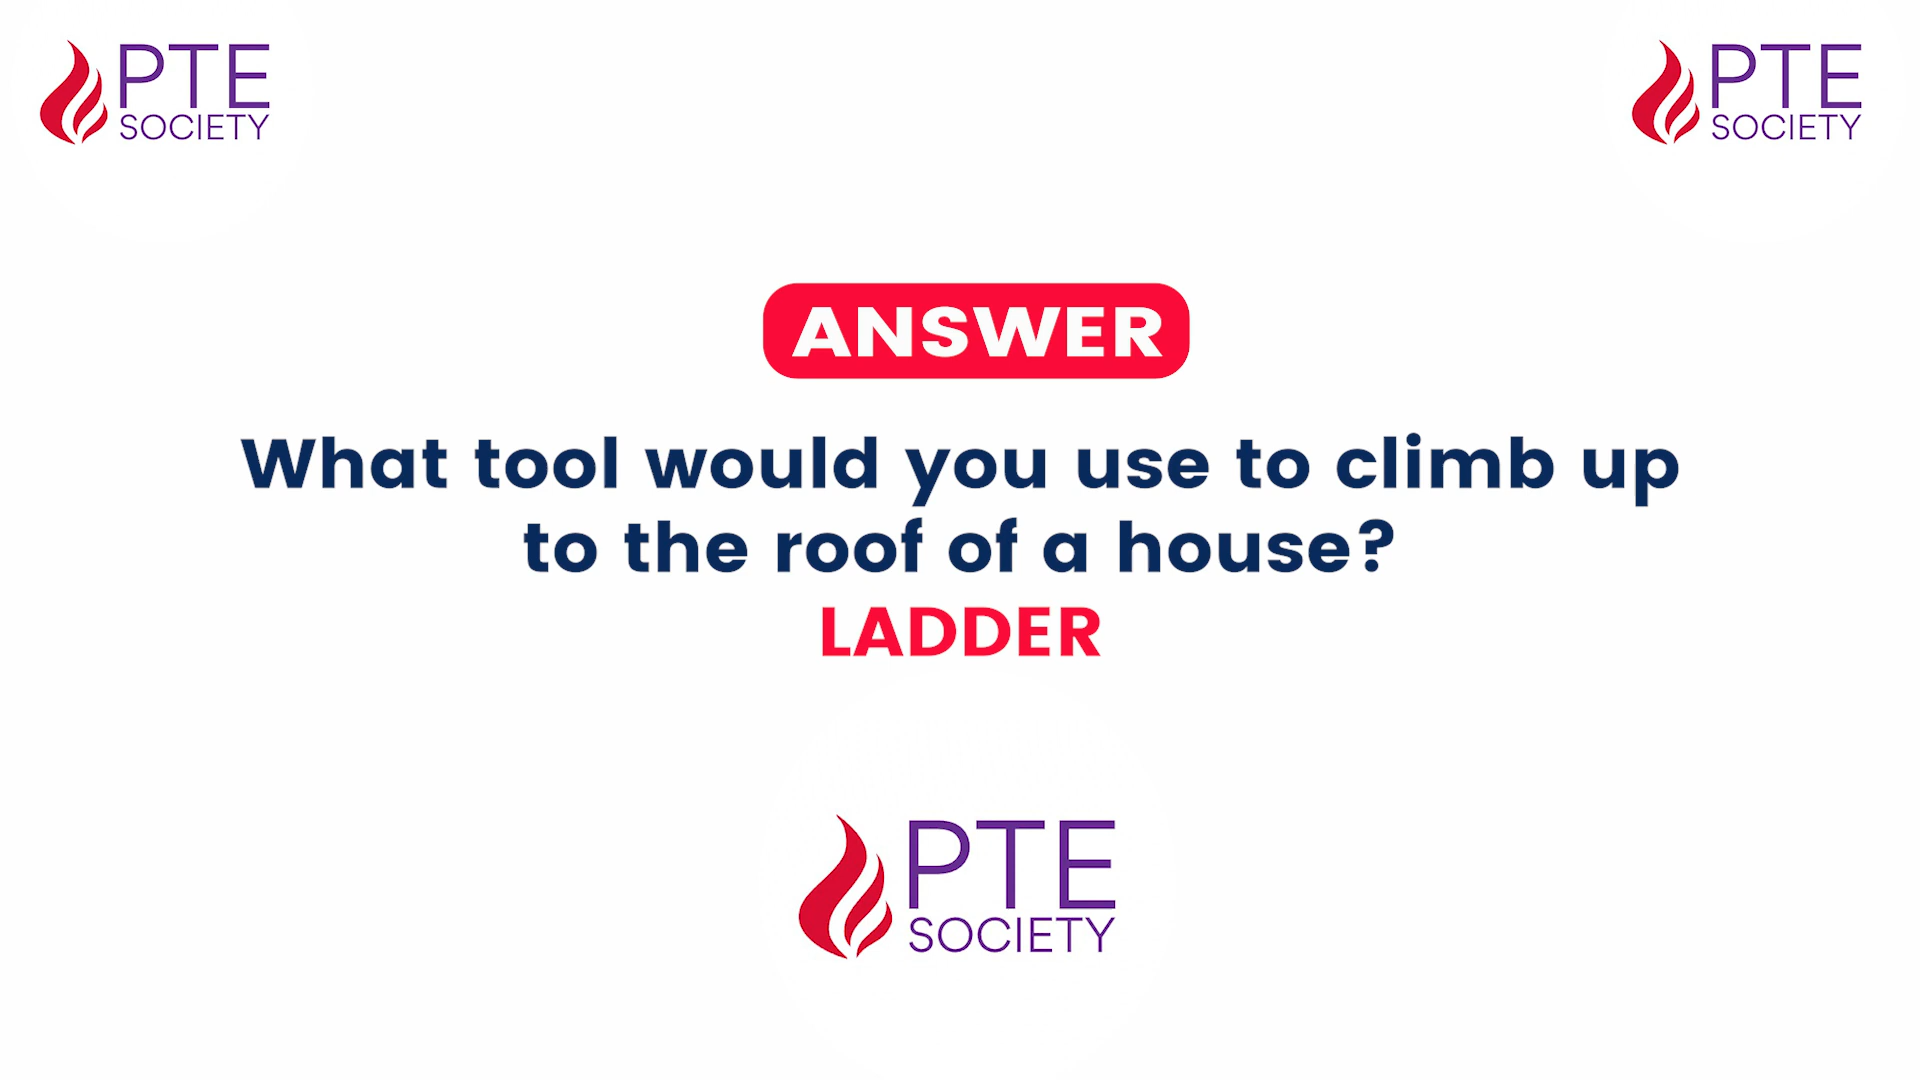 PTE
SOCIETY
PTE
SOCIETY
ANSWER
What tool would you use to climb up
to the roof of a house?
LADDER
PTE
SOCIETY